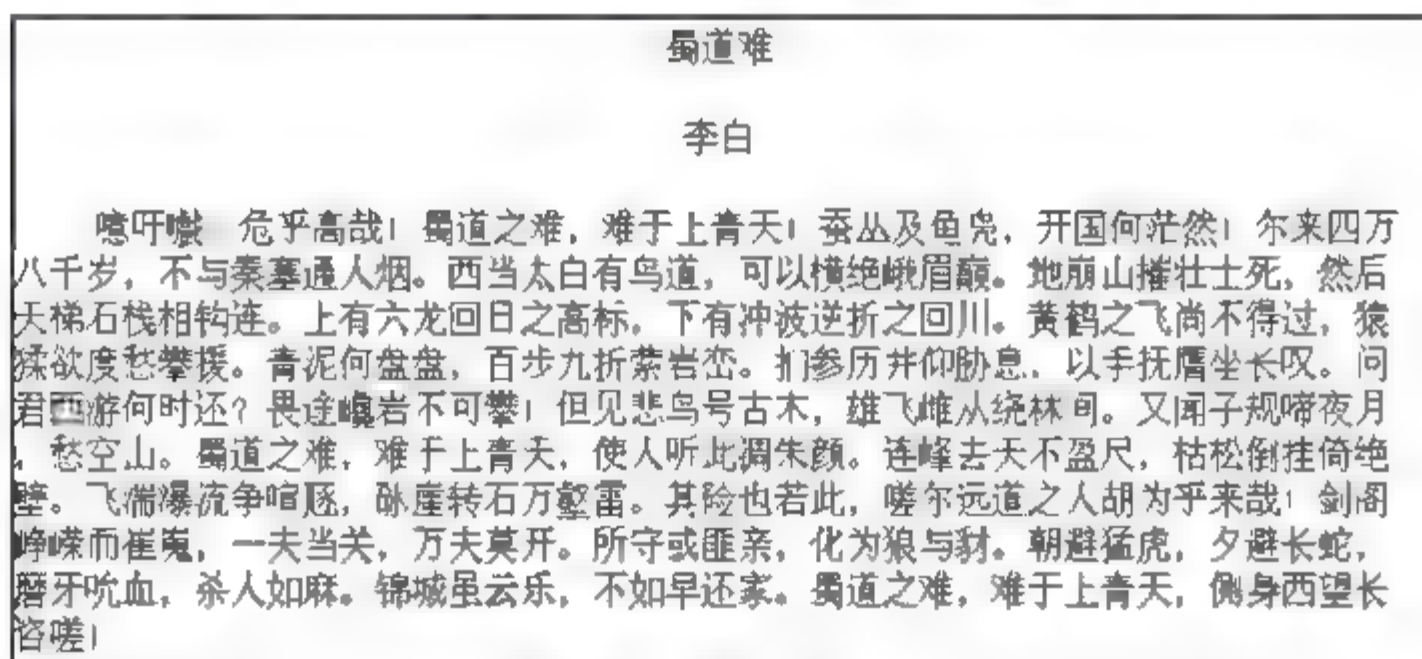 蜀道难
李白
噫吁嚱 危乎高哉！蜀道之难，难于上青天！蚕丛及鱼凫，开国何茫然！尔来四万
八千岁，不与秦塞通人烟。西当太白有鸟道，可以横绝峨眉巅。地崩山摧壮士死，然后
天梯石栈相钩连。上有六龙回日之高标，下有冲波逆折之回川。黄鹤之飞尚不得过，猿
猱欲度愁攀援。青泥何盘盘，百步九折萦岩峦。扪参历井仰胁息，以手抚膺坐长叹。问
君西游何时还？畏途巉岩不可攀！但见悲鸟号古木，雄飞雌从绕林间。又闻子规啼夜月
，愁空山。蜀道之难，难于上青天，使人听此凋朱颜。连峰去天不盈尺，枯松倒挂倚绝
壁。飞湍瀑流争喧豗，砯崖转石万壑雷。其险也若此，嗟尔远道之人胡为乎来哉！剑阁
峥嵘而崔嵬，一夫当关，万夫莫开。所守或匪亲，化为狼与豺。朝避猛虎，夕避长蛇，
磨牙吮血，杀人如麻。锦城虽云乐，不如早还家。蜀道之难，难于上青天，侧身西望长
咨嗟！